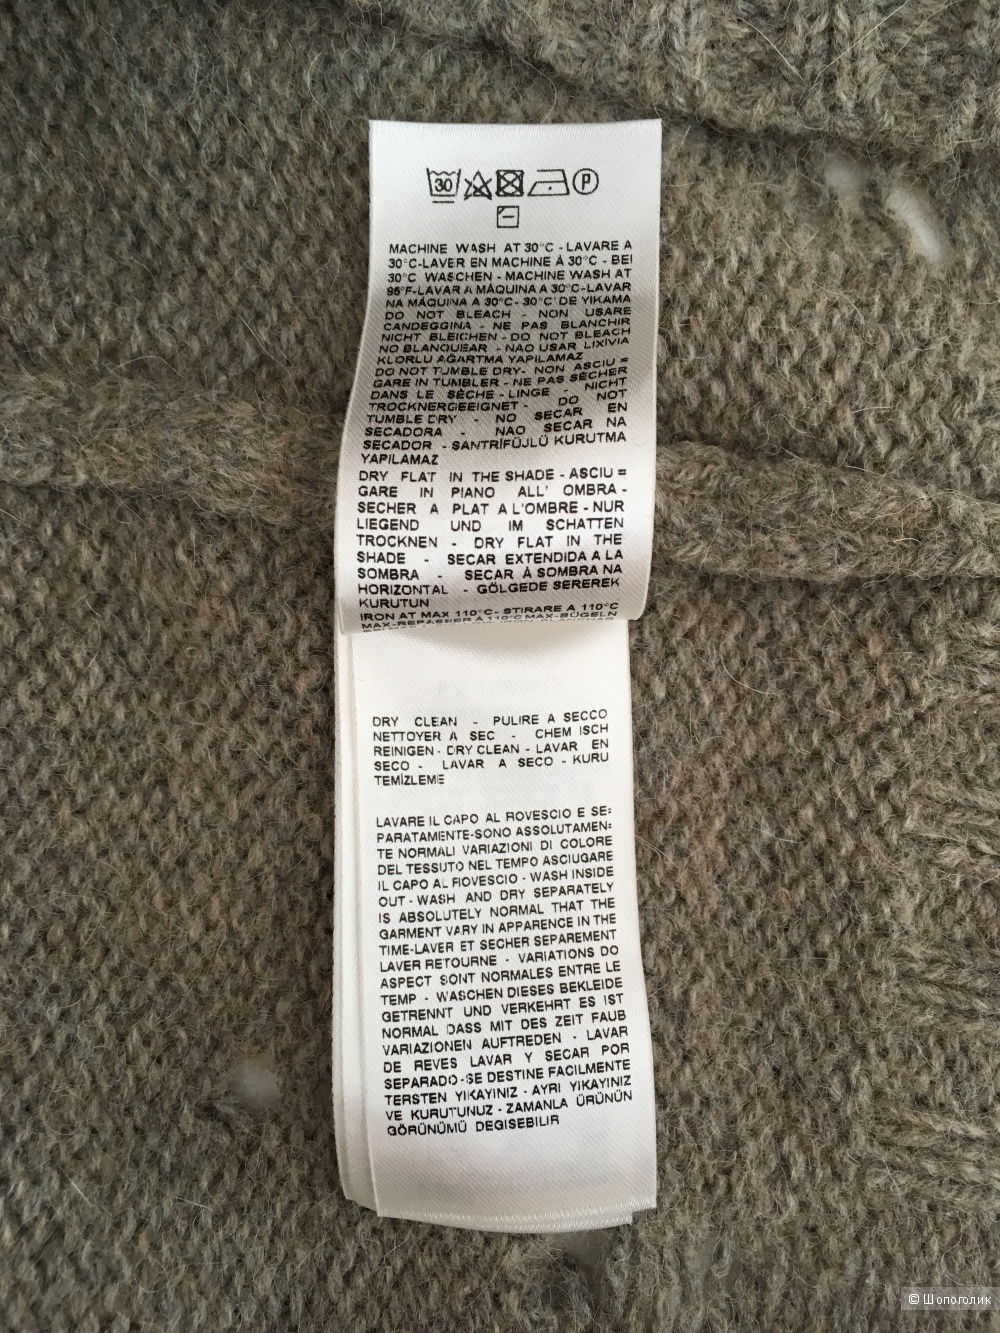 30 P
MACHINE WASH AT 30°C - LAVARE A
30°C-LAVER EN MACHINE À 30°C - BEI
30°C WASCHEN - MACHINE WASH AT
86°F-LAVAR A MÁQUINA A 30°C-LAVAR
NA MÁQUINA A 30°C- 30°C' DE YIKAMA
DO NOT BLEACH - NON USARE
CANDEGGINA - NE PAS BLANCHIR
NICHT BLEICHEN - DO NOT BLEACH
NO BLANQUEAR - NAO USAR LIXÍVIA
KLORLU AĞARTMA YAPILAMAZ
DO NOT TUMBLE DRY- NON ASCIU =
GARE IN TUMBLER - NE PAS SÉCHER
DANS LE SÈCHE - LINGE - NICHT
TROCKNERGEEIGNET - DO NOT
TUMBLE DRY - NO SECAR EN
SECADORA - NAO SECAR NA
SECADOR - SANTRİFÜJLÜ KURUTMA
YAPILAMAZ
DRY FLAT IN THE SHADE - ASCIU =
GARE IN PIANO ALL' OMBRA -
SECHER A PLAT A L'OMBRE - NUR
LIEGEND UND IM SCHATTEN
TROCKNEN - DRY FLAT IN THE
SHADE - SECAR EXTENDIDA A LA
SOMBRA - SECAR Á SOMBRA NA
HORIZONTAL - GÖLGEDE SEREREK
KURUTUN
IRON AT MAX 110°C- STIRARE A 110°C
MAX-REPASSER A 110°C MAX-BÜGELN
DRY CLEAN - PULIRE A SECCO
NETTOYER A SEC - CHEM ISCH
REINIGEN - DRY CLEAN - LAVAR EN
SECO - LAVAR A SECO - KURU
TEMİZLEME
LAVARE IL CAPO AL ROVESCIO E SE=
PARATAMENTE-SONO ASSOLUTAMEN=
TE NORMALI VARIAZIONI DI COLORE
DEL TESSUTO NEL TEMPO ASCIUGARE
IL CAPO AL ROVESCIO - WASH INSIDE
OUT - WASH AND DRY SEPARATELY
IS ABSOLUTELY NORMAL THAT THE
GARMENT VARY IN APPARENCE IN THE
TIME-LAVER ET SECHER SEPAREMENT
LAVER RETOURNE - VARIATIONS DO
ASPECT SONT NORMALES ENTRE LE
TEMP - WASCHEN DIESES BEKLEIDE
GETRENNT UND VERKEHRT ES IST
NORMAL DASS MIT DES ZEIT FAUB
VARIAZIONEN AUFTREDEN - LAVAR
DE REVES LAVAR Y SECAR POR
SEPARADO-SE DESTINE FACILMENTE
TERSTEN YIKAYINIZ - AYRI YIKAYINIZ
VE KURUTUNUZ - ZAMANLA ÜRÜNÜN
GÖRÜNÜMÜ DEGISEBILIR
© Шопоголик